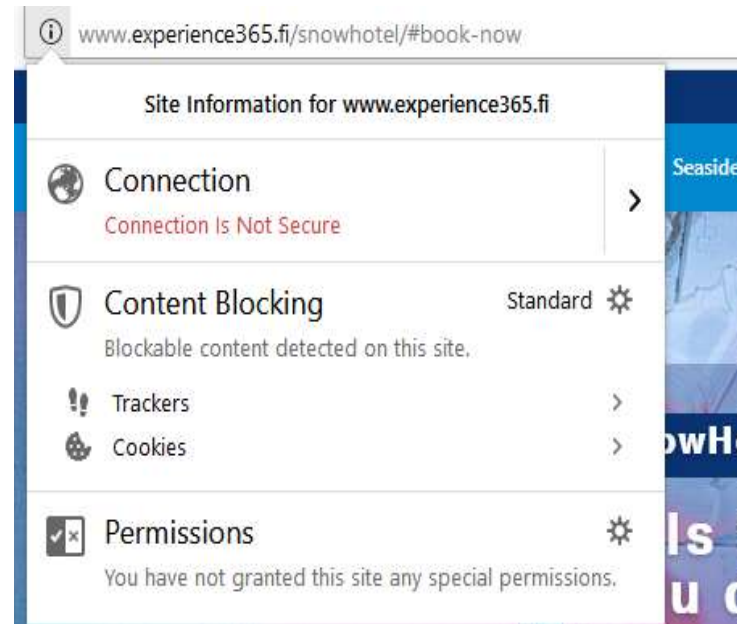 www.experience365.fi/snowhotel/#book-now
Site Information for www.experience365.fi
Connection
Connection Is Not Secure
Seaside
Content Blocking
Standard
Blockable content detected on this site.
Trackers
Cookies
owH
Permissions
You have not granted this site any special permissions.
ls
u